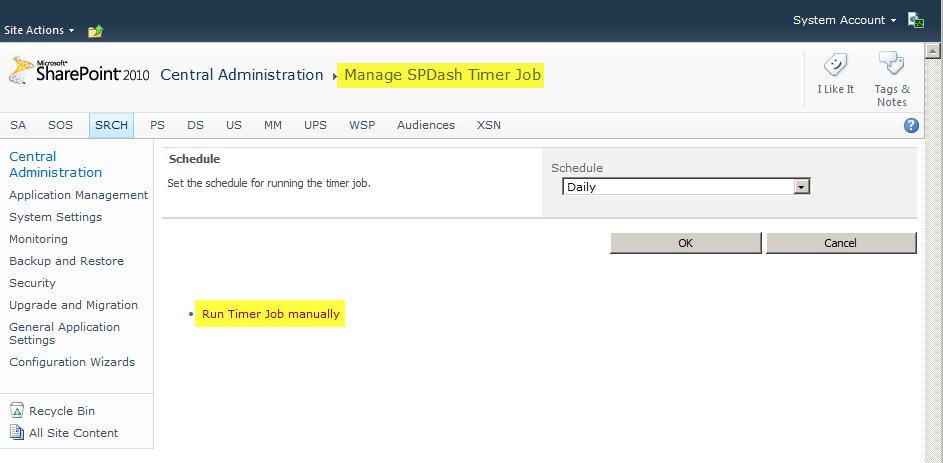 System Account
Site Actions
Microsoft®
SharePoint® 2010 Central Administration Manage SPDash Timer Job
I Like It
Tags &
Notes
SA SOS SRCH PS DS US MM UPS WSP Audiences XSN
Central
Administration
Application Management
System Settings
Monitoring
Backup and Restore
Security
Upgrade and Migration
General Application
Settings
Configuration Wizards
Recycle Bin
All Site Content
Schedule
Set the schedule for running the timer job.
Schedule
Daily
OK Cancel
Run Timer Job manually